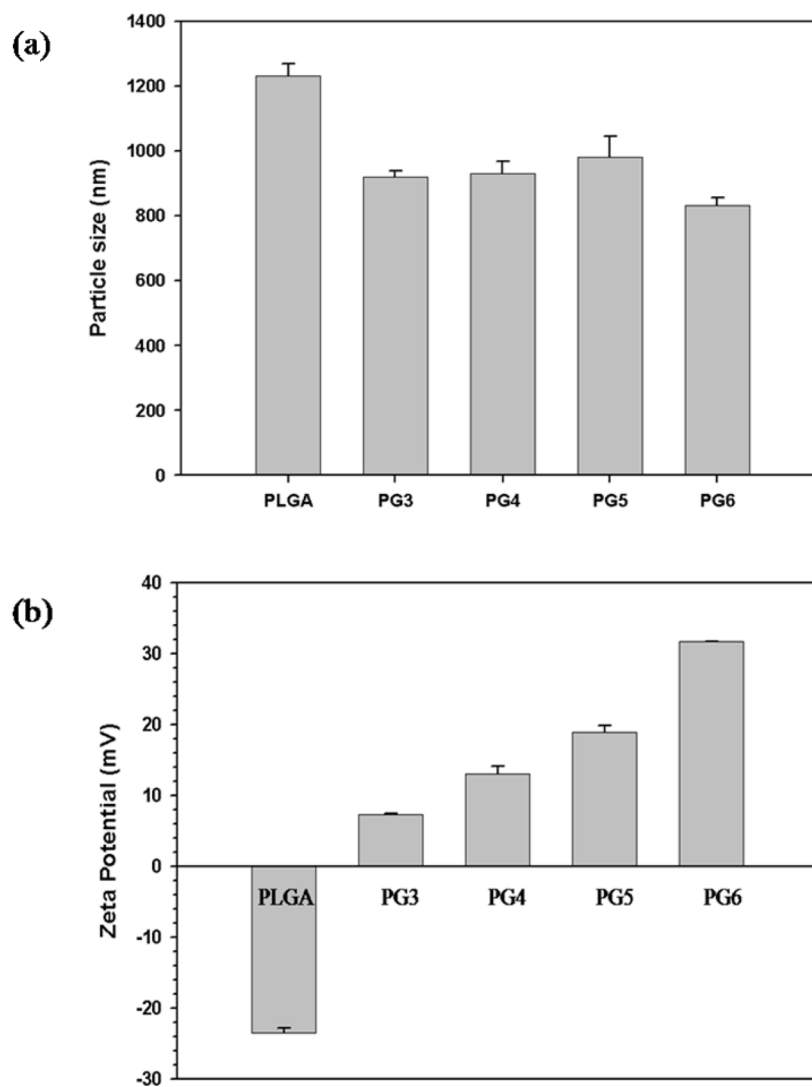 (a)
Particle size (nm)
1400
1200
1000
800
600
400
200
0
PLGA PG3 PG4 PG5 PG6
(b)
Zeta Potential (mV)
40
30
20
10
0
-10
-20
-30
PLGA PG3 PG4 PG5 PG6